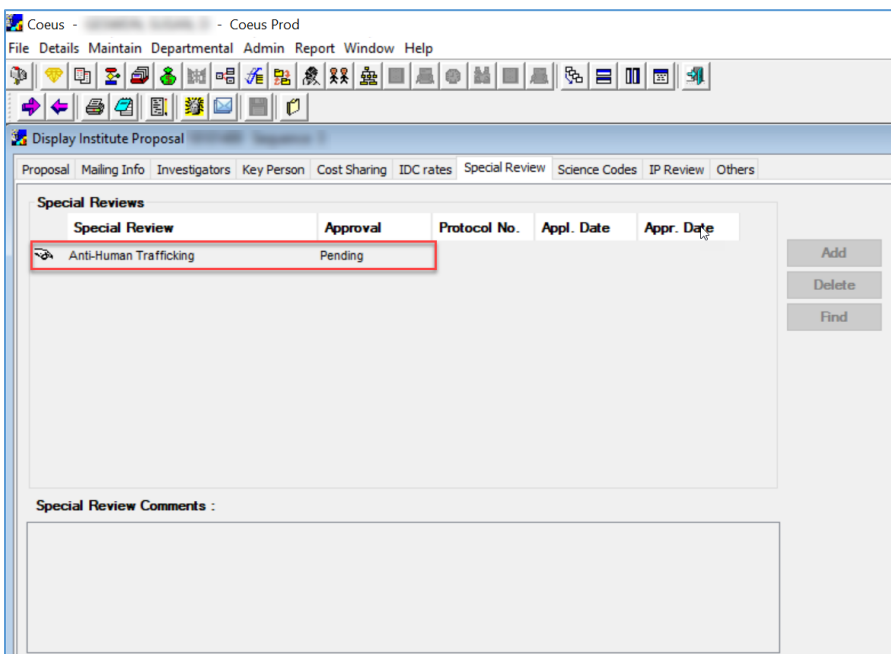 Coeus - - Coeus Prod
File Details Maintain Departmental Admin Report Window Help
Display Institute Proposal
Proposal Mailing Info Investigators Key Person Cost Sharing IDC rates Special Review Science Codes IP Review Others
Special Reviews
Special Review Approval Protocol No. Appl. Date Appr. Date
Anti-Human Trafficking Pending
Add
Delete
Find
Special Review Comments :